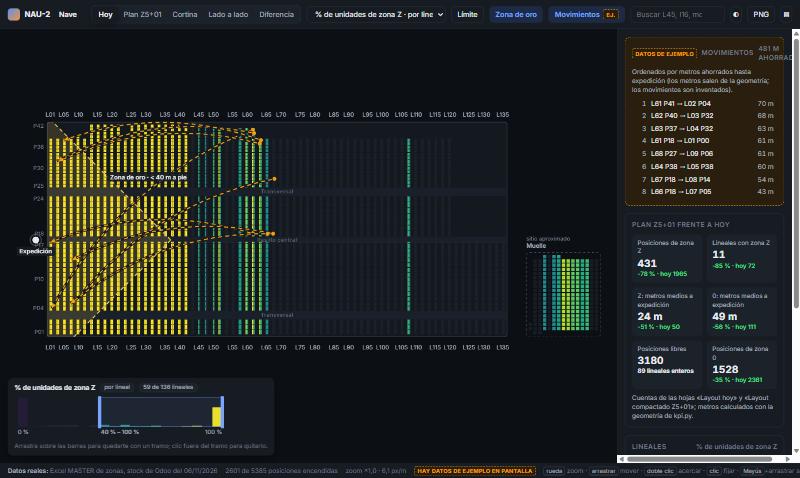 NAU-2 Nave Hoy Plan Z5+01 Cortina Lado a lado Diferencia % de unidades de zona Z · por line Límite Zona de oro Movimientos EJ. Buscar L45, I16, mc PNG
L01 L05 L10 L15 L20 L25 L30 L35 L40 L45 L50 L55 L60 L65 L70 L75 L80 L85 L90 L95 L100 L105 L110 L115 L120 L125 L130 L135
P42
P36
P30
Zona de oro · < 40 m a pie
P25
Transversal
P24
P18
Pasillo central
Expedición
P10
Transversal
P04
P01
L01 L05 L10 L15 L20 L25 L30 L35 L40 L45 L50 L55 L60 L65 L70 L75 L80 L85 L90 L95 L100 L105 L110 L115 L120 L125 L130 L135
sitio aproximado
Muelle
% de unidades de zona Z por lineal 59 de 136 lineales
0 % 40 % – 100 % 100 %
Arrastra sobre las barras para quedarte con un tramo; clic fuera del tramo para quitarlo.
DATOS DE EJEMPLO MOVIMIENTOS 481 M
AHORRAD
Ordenados por metros ahorrados hasta
expedición (los metros salen de la geometría;
los movimientos son inventados).
1 L61 P41 → L02 P04 70 m
2 L62 P40 → L03 P32 68 m
3 L63 P37 → L04 P32 63 m
4 L61 P18 → L01 P00 61 m
5 L68 P27 → L09 P06 61 m
6 L64 P38 → L05 P38 60 m
7 L67 P18 → L08 P14 54 m
8 L66 P18 → L07 P05 43 m
PLAN Z5+01 FRENTE A HOY
Posiciones de zona
Z
431
-78 % · hoy 1965
Lineales con zona Z
11
-85 % · hoy 72
Z: metros medios a
expedición
24 m
-51 % · hoy 50
0: metros medios a
expedición
49 m
-56 % · hoy 111
Posiciones libres
3180
89 lineales enteros
Posiciones de zona
0
1528
-35 % · hoy 2361
Cuentas de las hojas «Layout hoy» y «Layout
compactado Z5+01»; metros calculados con la
geometría de kpi.py.
LINEALES % de unidades de zona Z
Datos reales: Excel MASTER de zonas, stock de Odoo del 06/11/2026 2601 de 5385 posiciones encendidas zoom ×1,0 · 6,1 px/m HAY DATOS DE EJEMPLO EN PANTALLA rueda zoom · arrastrar mover · doble clic acercar · clic fijar · Mayús +arrastrar a